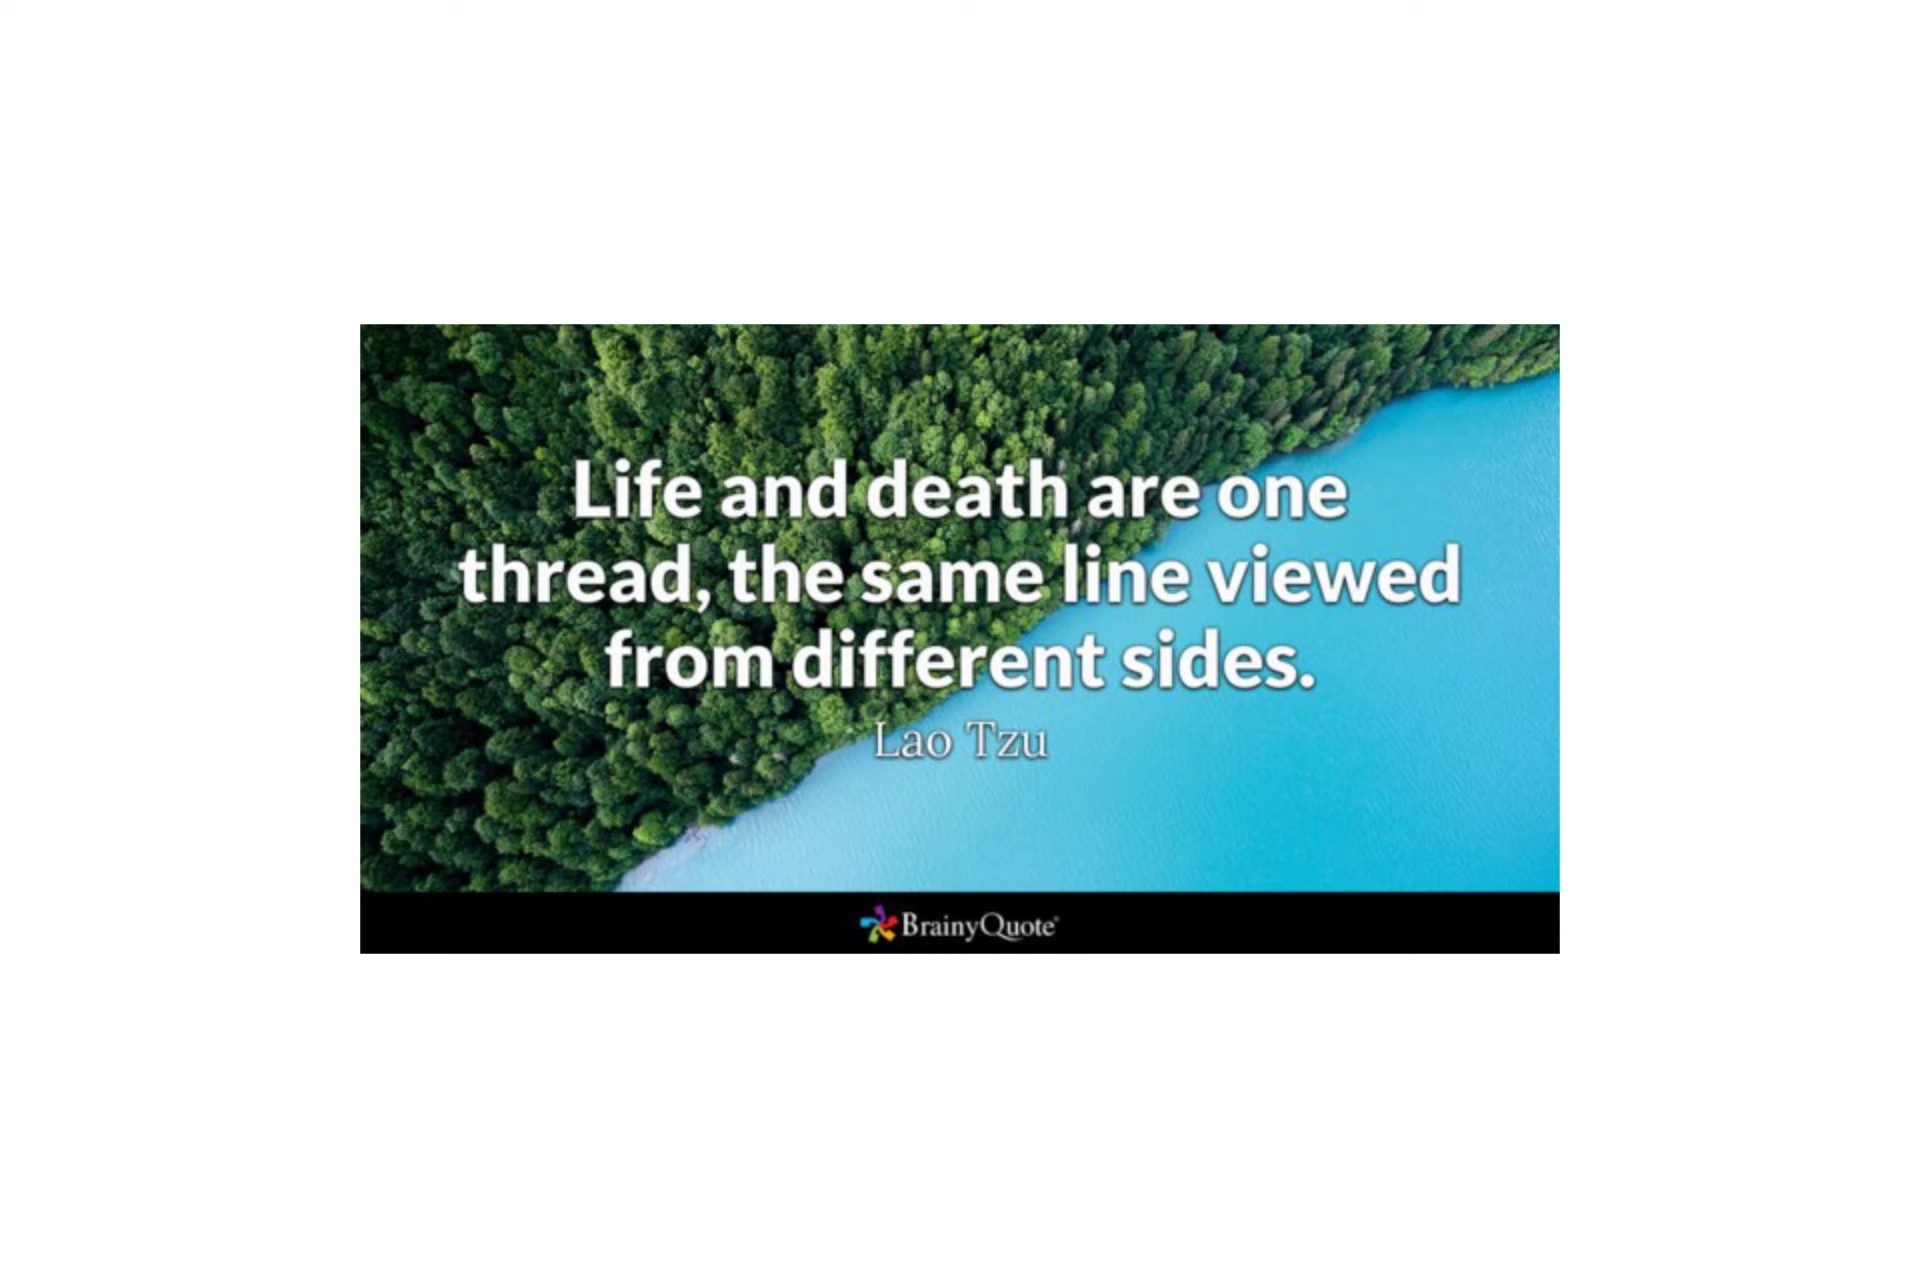 Life and death are one
thread, the same line viewed
from different sides.
Lao Tzu
BrainyQuote®